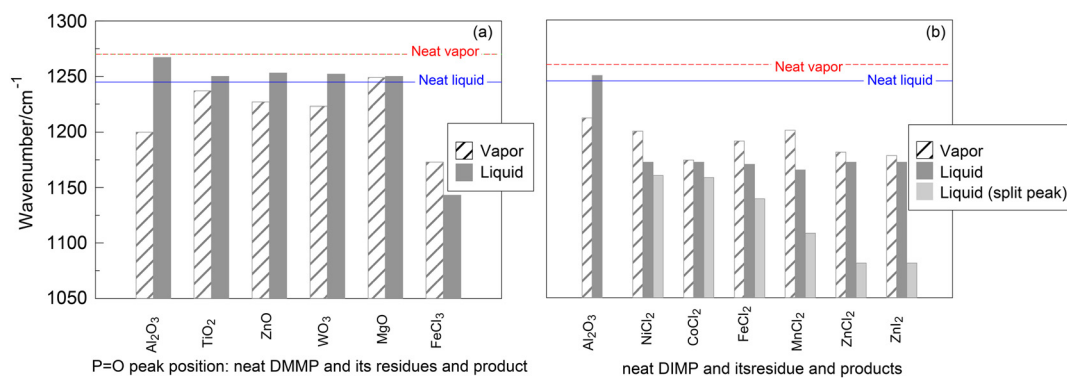 1300
1250
1200
1150
1100
1050
Wavenumber/cm⁻¹
(a)
Neat vapor
Neat liquid
Vapor
Liquid
Al₂O₃
TiO₂
ZnO
WO₃
MgO
FeCl₃
P=O peak position: neat DMMP and its residues and product
(b)
Neat vapor
Neat liquid
Vapor
Liquid
Liquid (split peak)
Al₂O₃
NiCl₂
CoCl₂
FeCl₂
MnCl₂
ZnCl₂
ZnI₂
neat DIMP and itsresidue and products